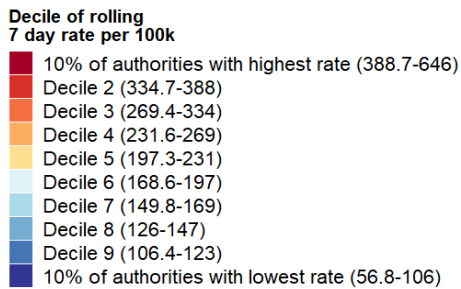 Decile of rolling
7 day rate per 100k
10% of authorities with highest rate (388.7-646)
Decile 2 (334.7-388)
Decile 3 (269.4-334)
Decile 4 (231.6-269)
Decile 5 (197.3-231)
Decile 6 (168.6-197)
Decile 7 (149.8-169)
Decile 8 (126-147)
Decile 9 (106.4-123)
10% of authorities with lowest rate (56.8-106)